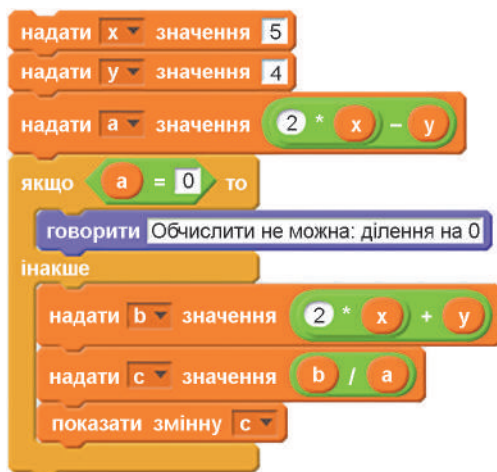 надати x значення 5
надати y значення 4
надати a значення 2 * x - y
якщо a = 0 то
говорити Обчислити не можна: ділення на 0
інакше
надати b значення 2 * x + y
надати c значення b / a
показати змінну c